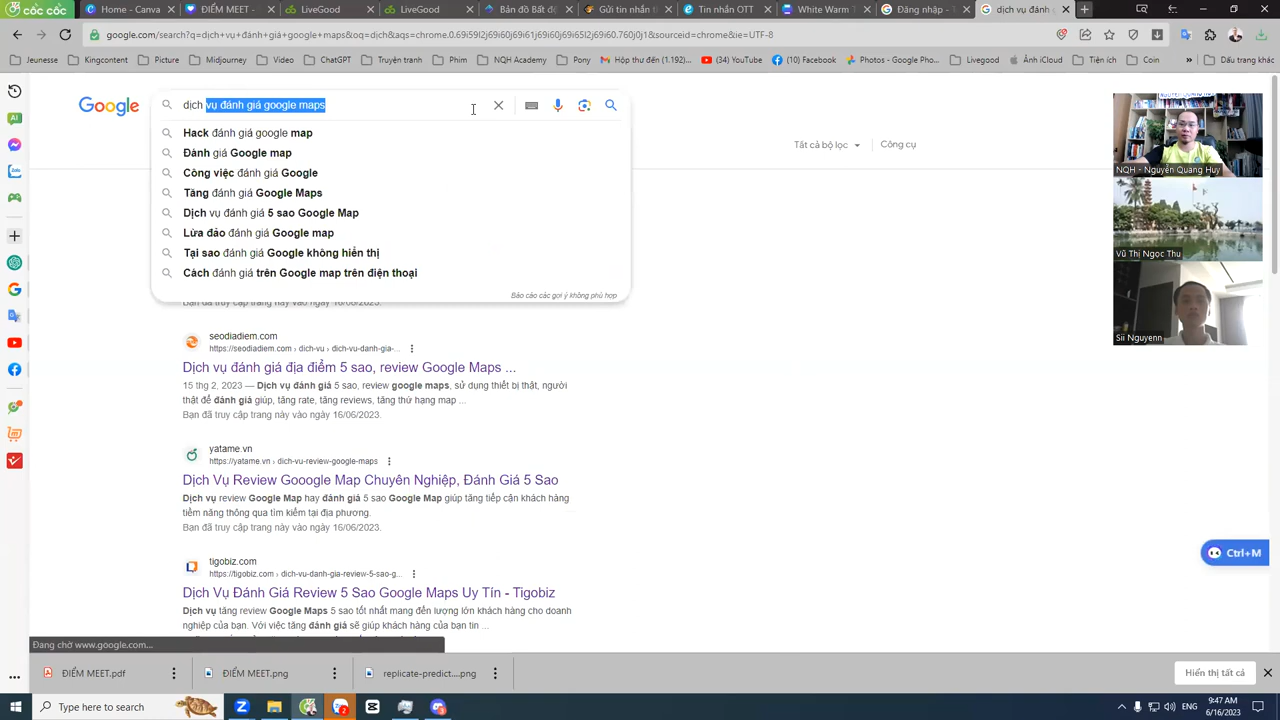 ĐIỂM MEET -
Livespo
Livespo
Bản đồ Bất độ
Gửi tin nhắn
Tin nhắn OTT
White Warm
Đăng nhập -
dịch vụ đánh
google.com/search?q=dịch+vụ+đánh+giá+google+maps&oq=dịch&aqs=chrome.0.69i59l2j69i60j69i61j69i60j69i65l2j69i60.760j0j1&sourceid=chrome&ie=UTF-8
Jeunesse
Kingcontent
Picture
Midjourney
Video
ChatGPT
Truyện tranh
Phim
NQH Academy
Pong
Hộp thư đến (1.192)...
(34) YouTube
(10) Facebook
Photos - Google Pho...
Livegood
Ảnh iCloud
Tiện ích
Coin
»
Dấu trang khác
Google
dịch vụ đánh giá google maps
Hack đánh giá google map
Đánh giá Google map
Công việc đánh giá Google
Tăng đánh giá Google Maps
Dịch vụ đánh giá 5 sao Google Map
Lừa đảo đánh giá Google map
Tại sao đánh giá Google không hiển thị
Cách đánh giá trên Google map trên điện thoại
Báo cáo các gợi ý không phù hợp
Tất cả bộ lọc
Công cụ
NQH - Nguyễn Quang Huy
Vũ Thị Ngọc Thu
Sii Nguyenn
Bạn đã truy cập trang này vào ngày 16/06/2023.
seodiadiem.com
https://seodiadiem.com › dich-vu › dich-vu-danh-gia-...
Dịch vụ đánh giá địa điểm 5 sao, review Google Maps ...
15 thg 2, 2023 — Dịch vụ đánh giá 5 sao, review google maps, sử dụng thiết bị thật, người
thật để đánh giá giúp, tăng rate, tăng reviews, tăng thứ hạng map ...
Bạn đã truy cập trang này vào ngày 16/06/2023.
yatame.vn
https://yatame.vn › dich-vu-review-google-maps
Dịch Vụ Review Gooogle Map Chuyên Nghiệp, Đánh Giá 5 Sao
Dịch vụ review Google Map hay đánh giá 5 sao Google Map giúp tăng tiếp cận khách hàng
tiềm năng thông qua tìm kiếm tại địa phương.
Bạn đã truy cập trang này vào ngày 16/06/2023.
Ctrl+M
tigobiz.com
https://tigobiz.com › dich-vu-danh-gia-review-5-sao-g...
Dịch Vụ Đánh Giá Review 5 Sao Google Maps Uy Tín - Tigobiz
Dịch vụ tăng review Google Maps 5 sao tốt nhất mang đến lượng lớn khách hàng cho doanh
nghiệp của bạn. Với việc tăng đánh giá sẽ giúp khách hàng của bạn tin ...
Đang chờ www.google.com...
ĐIỂM MEET.pdf
ĐIỂM MEET.png
replicate-predict....png
Hiển thị tất cả
Type here to search
ENG
9:47 AM
6/16/2023